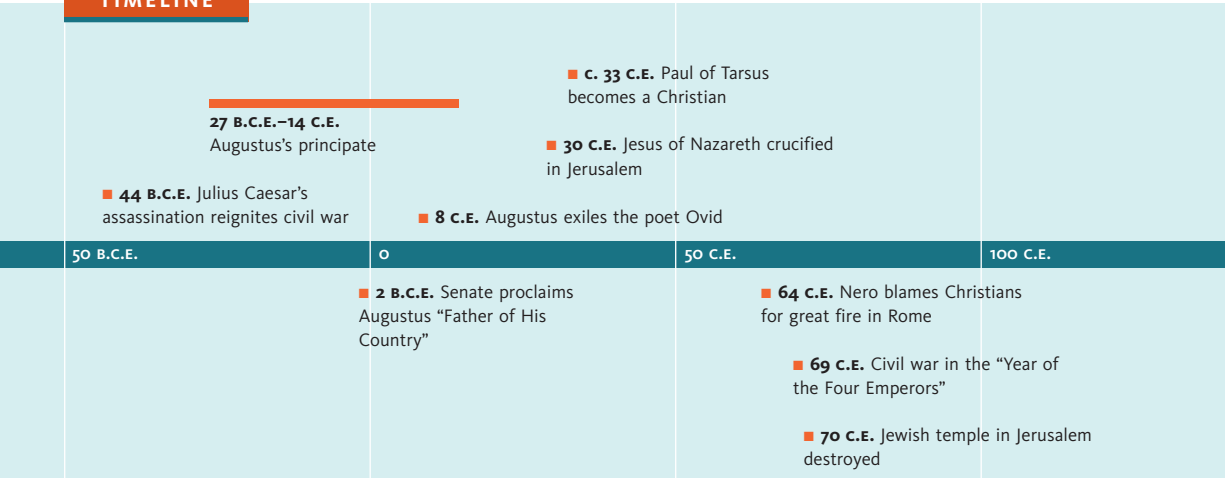 TIMELINE
c. 33 C.E. Paul of Tarsus
becomes a Christian
27 B.C.E.–14 C.E.
Augustus's principate
30 C.E. Jesus of Nazareth crucified
in Jerusalem
44 B.C.E. Julius Caesar's
assassination reignites civil war
8 C.E. Augustus exiles the poet Ovid
50 B.C.E.
0
50 C.E.
100 C.E.
2 B.C.E. Senate proclaims
Augustus “Father of His
Country”
64 C.E. Nero blames Christians
for great fire in Rome
69 C.E. Civil war in the “Year of
the Four Emperors”
70 C.E. Jewish temple in Jerusalem
destroyed